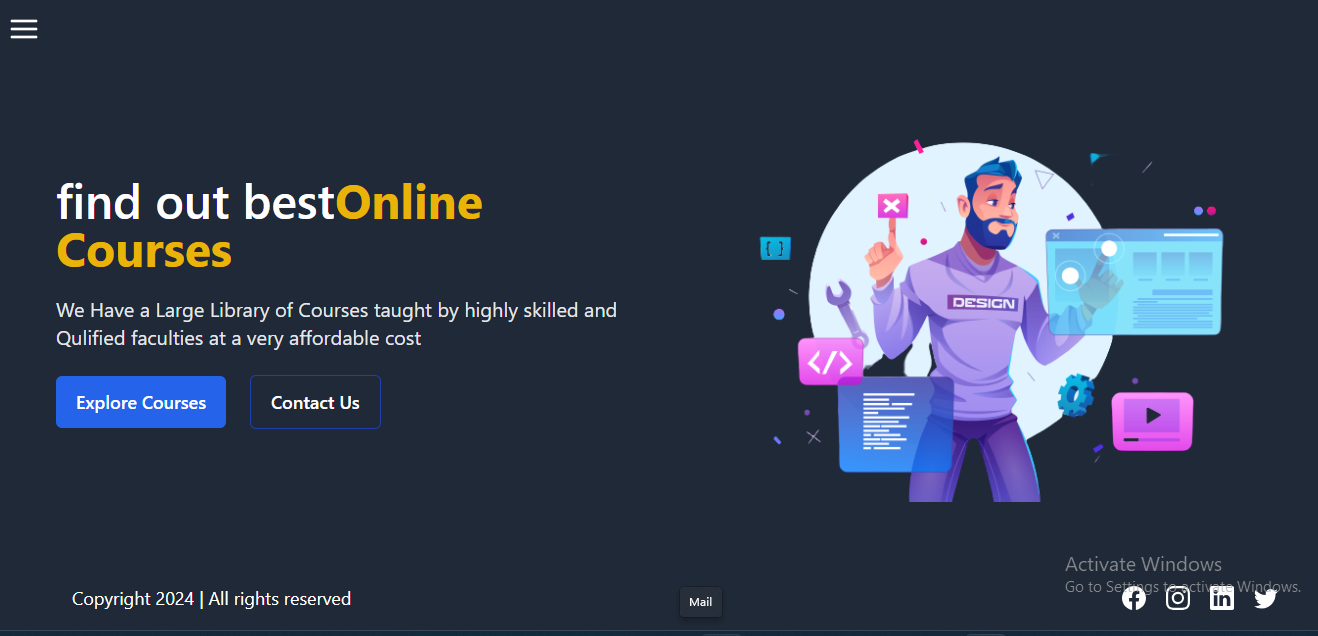 find out bestOnline
Courses
We Have a Large Library of Courses taught by highly skilled and
Qulified faculties at a very affordable cost
Explore Courses
Contact Us
{ }
DESIGN
</>
Activate Windows
Go to Settings to activate Windows.
Copyright 2024 | All rights reserved
Mail
in